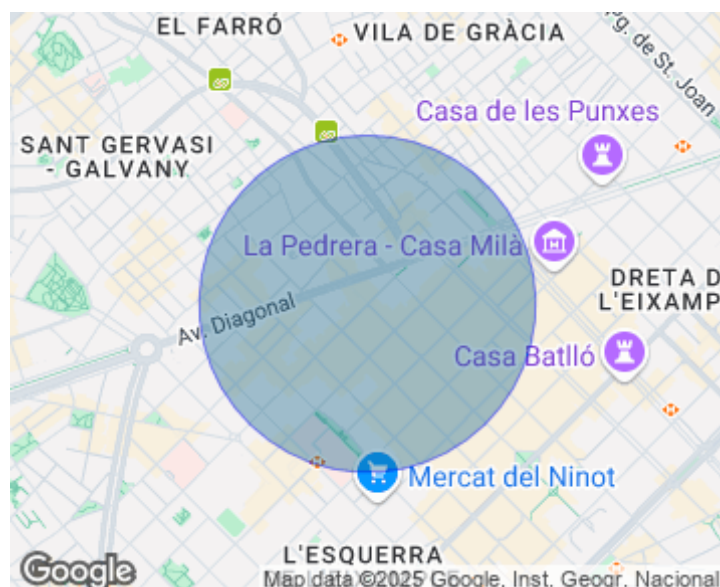 EL FARRÓ
VILA DE GRÀCIA
Pg. de St. Joan
Casa de les Punxes
SANT GERVASI
- GALVANY
La Pedrera - Casa Milà
DRETA D
L'EIXAMP
Av. Diagonal
Casa Batlló
Mercat del Ninot
L'ESQUERRA
Google
Map data ©2025 Google, Inst. Geogr. Nacional